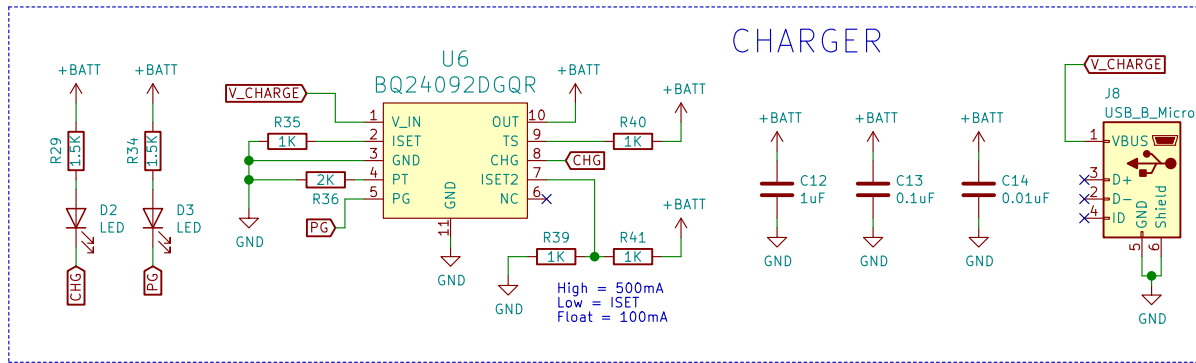 CHARGER
+BATT
R29
1.5K
D2
LED
CHG
+BATT
R34
1.5K
D3
LED
PG
U6
BQ24092DGQR
V_CHARGE
R35
1K
R36
2K
GND
PG
1 V_IN
2 ISET
3 GND
4 PT
5 PG
GND
11
GND
OUT 10
TS 9
CHG 8
ISET2 7
NC 6
+BATT
R40
1K
+BATT
CHG
R39
1K
GND
R41
1K
+BATT
High = 500mA
Low = ISET
Float = 100mA
+BATT
C12
1uF
GND
+BATT
C13
0.1uF
GND
+BATT
C14
0.01uF
GND
V_CHARGE
J8
USB_B_Micro
1 VBUS
3 D+
2 D-
4 ID
GND
Shield
5
6
GND